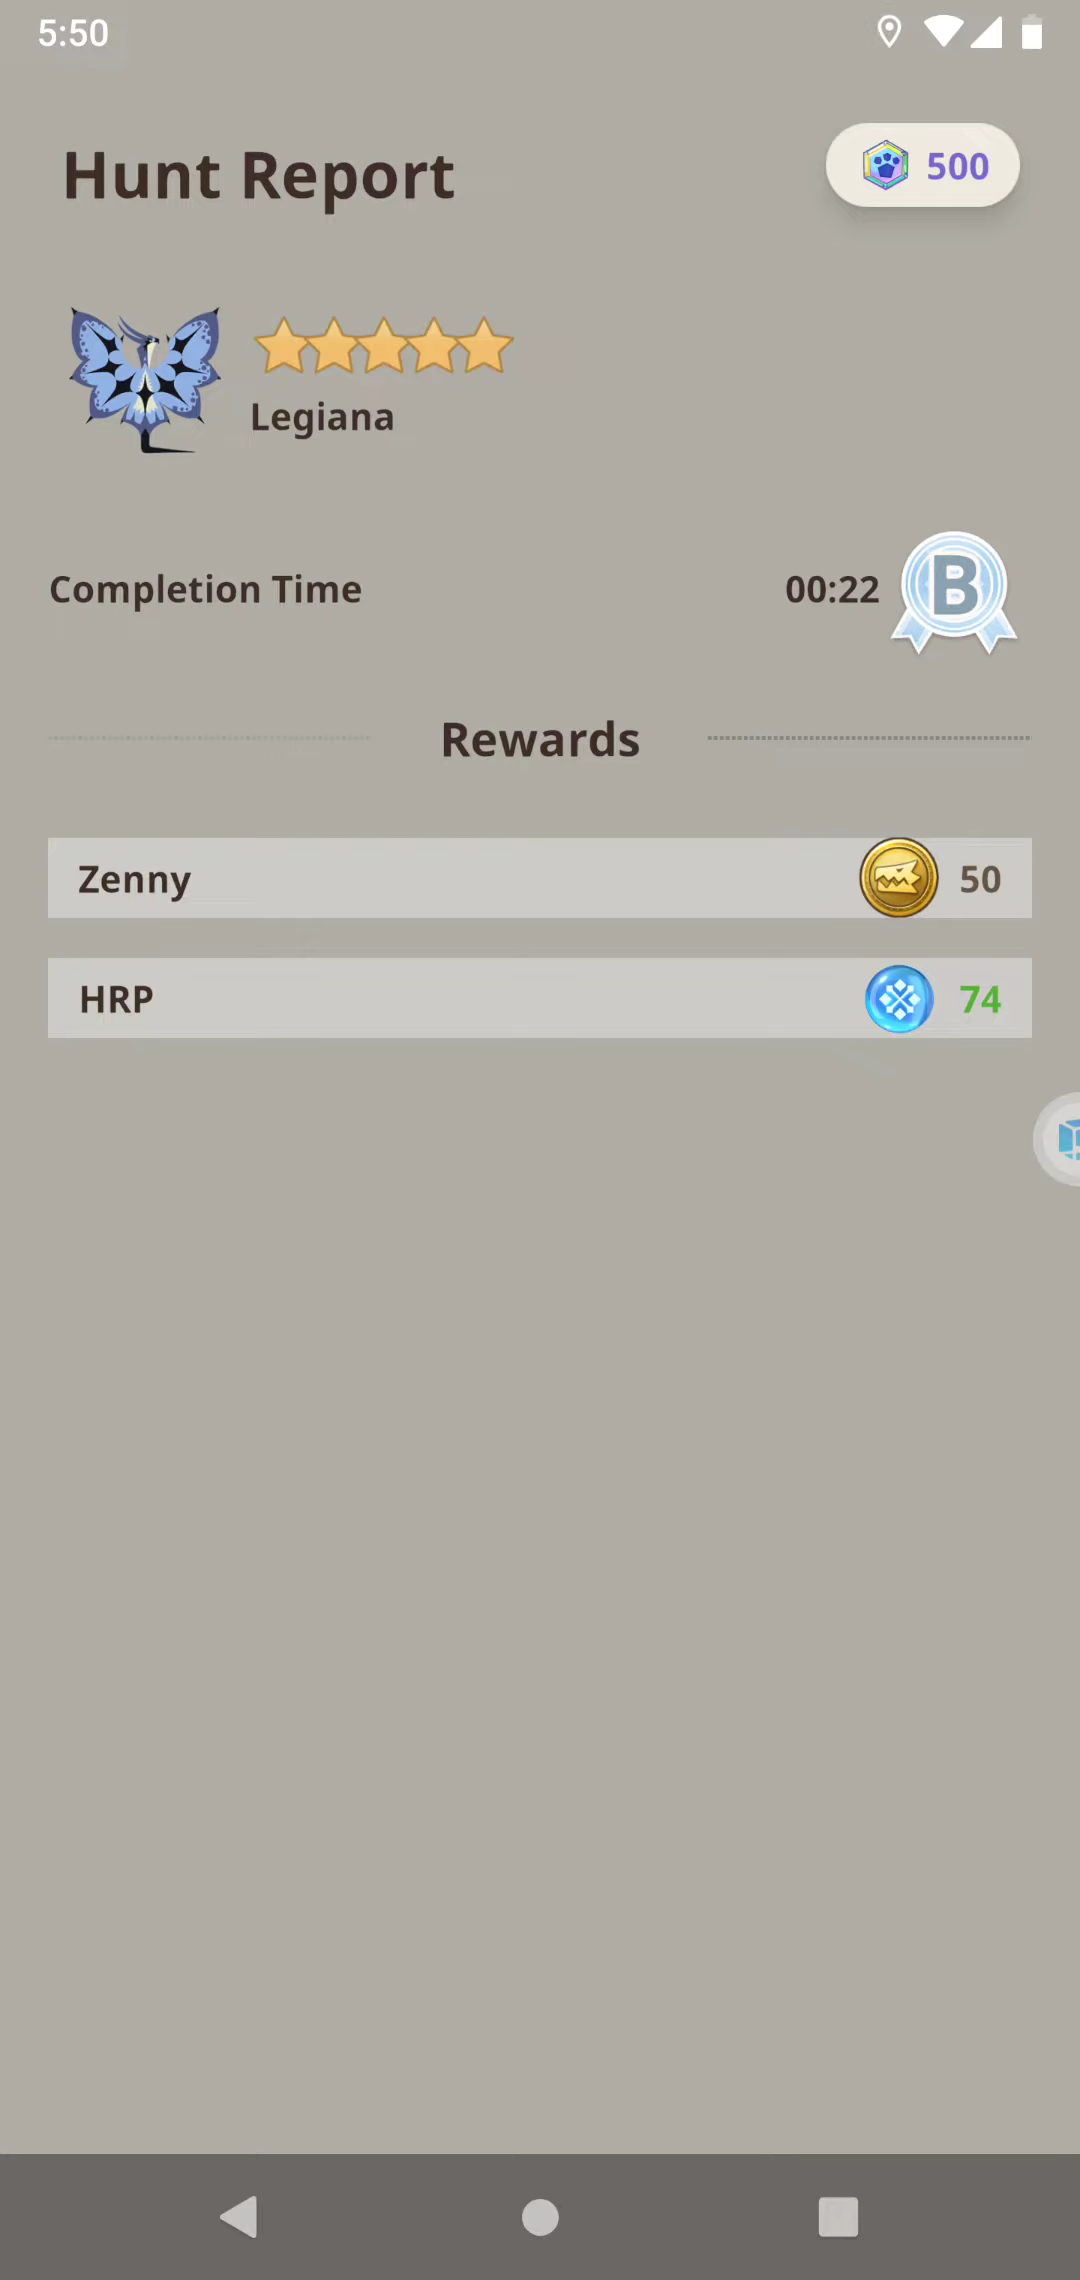 5:50
Hunt Report
500
Legiana
Completion Time
00:22
B
Rewards
Zenny
50
HRP
74